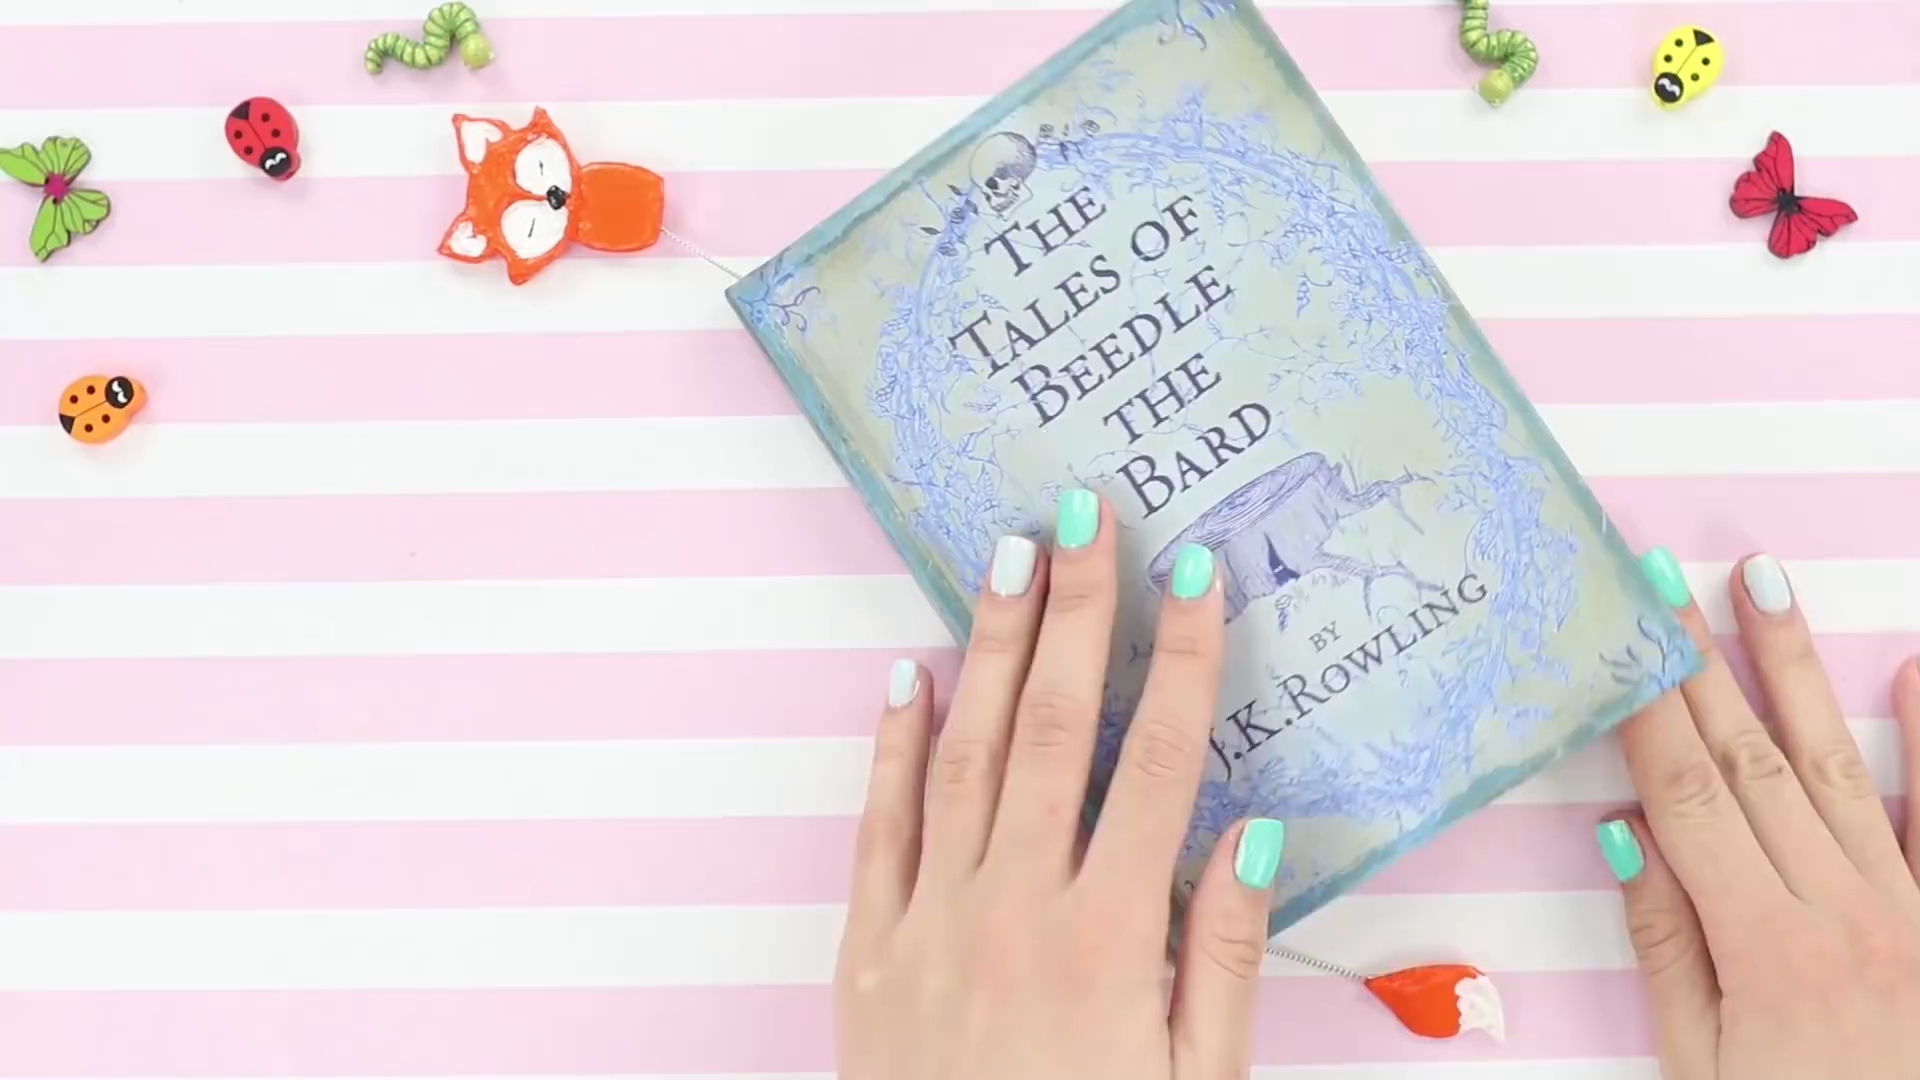 THE
TALES OF
BEEDLE
THE
BARD
BY
J.K.ROWLING